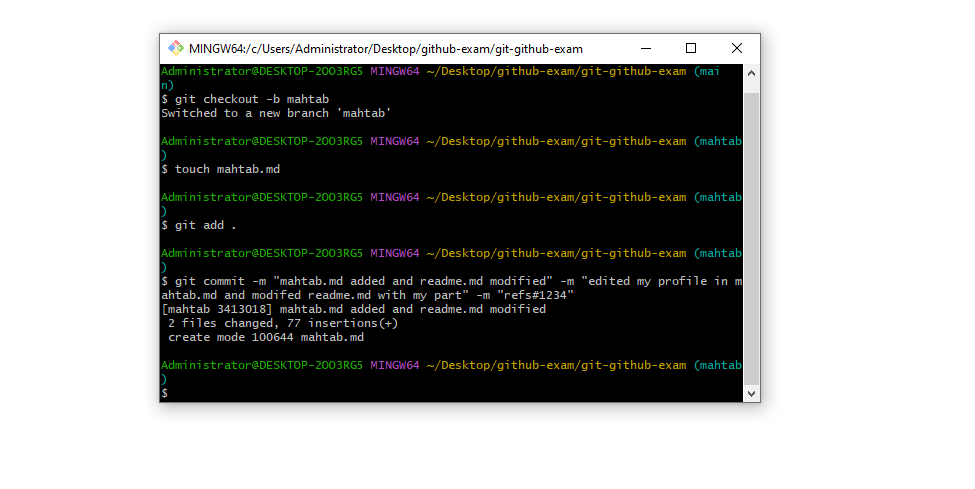 MINGW64:/c/Users/Administrator/Desktop/github-exam/git-github-exam
Administrator@DESKTOP-2OO3RG5 MINGW64 ~/Desktop/github-exam/git-github-exam (mai
n)
$ git checkout -b mahtab
Switched to a new branch 'mahtab'
Administrator@DESKTOP-2OO3RG5 MINGW64 ~/Desktop/github-exam/git-github-exam (mahtab
)
$ touch mahtab.md
Administrator@DESKTOP-2OO3RG5 MINGW64 ~/Desktop/github-exam/git-github-exam (mahtab
)
$ git add .
Administrator@DESKTOP-2OO3RG5 MINGW64 ~/Desktop/github-exam/git-github-exam (mahtab
)
$ git commit -m "mahtab.md added and readme.md modified" -m "edited my profile in m
ahtab.md and modifed readme.md with my part" -m "refs#1234"
[mahtab 3413018] mahtab.md added and readme.md modified
 2 files changed, 77 insertions(+)
 create mode 100644 mahtab.md
Administrator@DESKTOP-2OO3RG5 MINGW64 ~/Desktop/github-exam/git-github-exam (mahtab
)
$